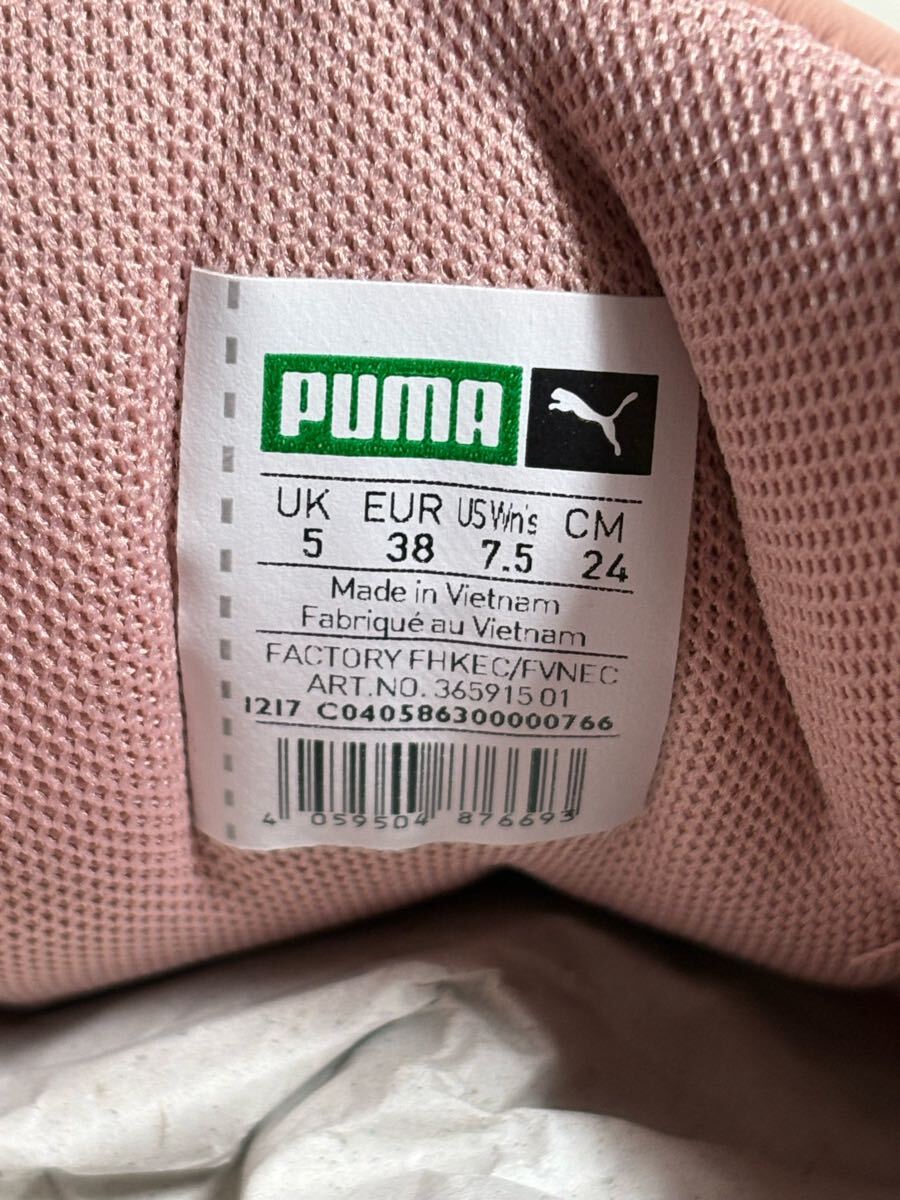 PUMA
UK EUR US Wn's CM
5 38 7.5 24
Made in Vietnam
Fabriqué au Vietnam
FACTORY FHKEC/FVNEC
ART.NO. 365915 01
1217 C040586300000766
4 059504 876693